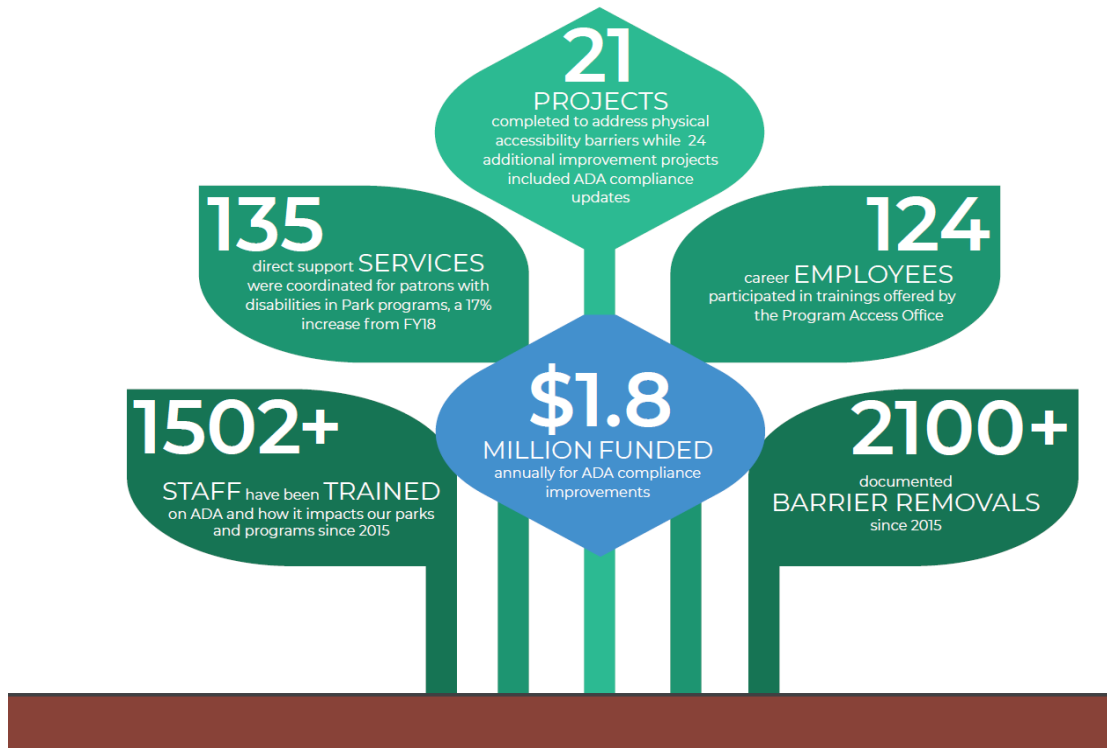 21
PROJECTS
completed to address physical
accessibility barriers while 24
additional improvement projects
included ADA compliance
updates
135
direct support SERVICES
were coordinated for patrons with
disabilities in Park programs, a 17%
increase from FY18
124
career EMPLOYEES
participated in trainings offered by
the Program Access Office
1502+
STAFF have been TRAINED
on ADA and how it impacts our parks
and programs since 2015
$1.8
MILLION FUNDED
annually for ADA compliance
improvements
2100+
documented
BARRIER REMOVALS
since 2015